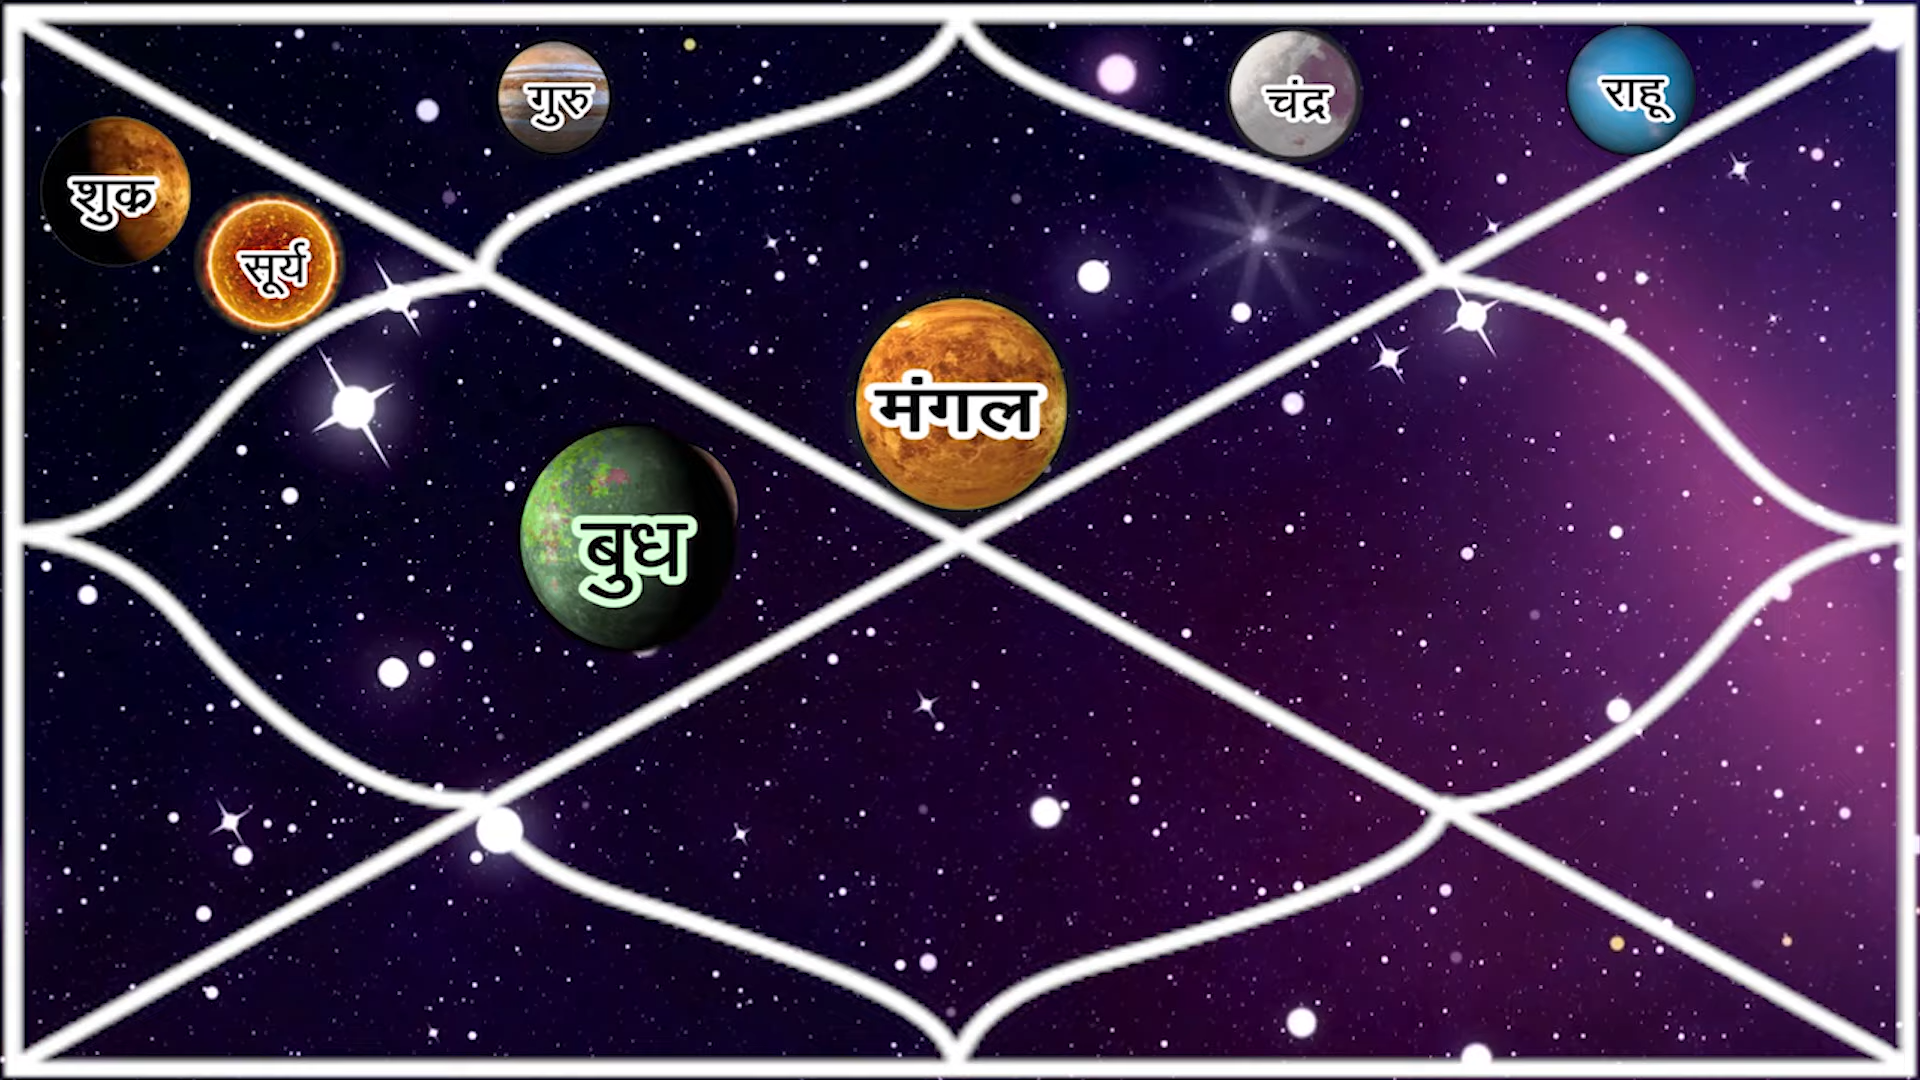 गुरु
चंद्र
राहू
शुक्र
सूर्य
मंगल
बुध